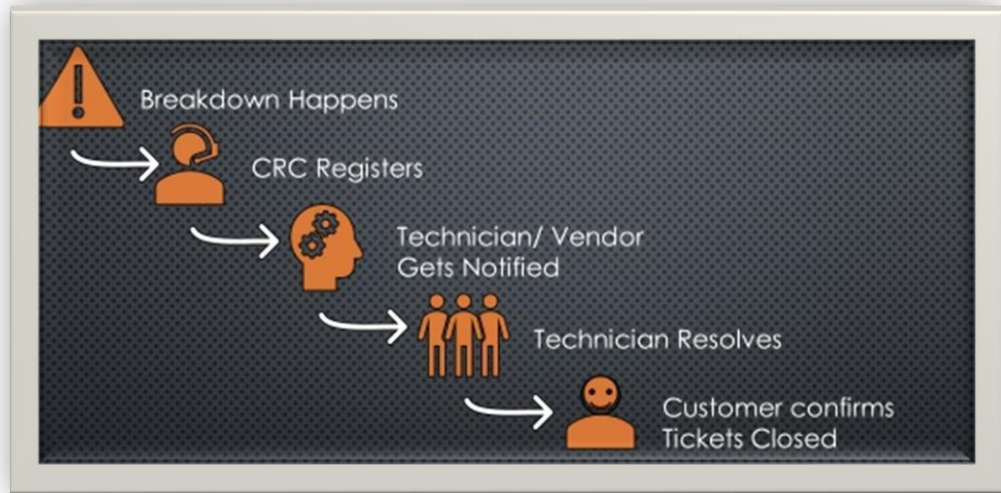 Breakdown Happens
CRC Registers
Technician/ Vendor
Gets Notified
Technician Resolves
Customer confirms
Tickets Closed